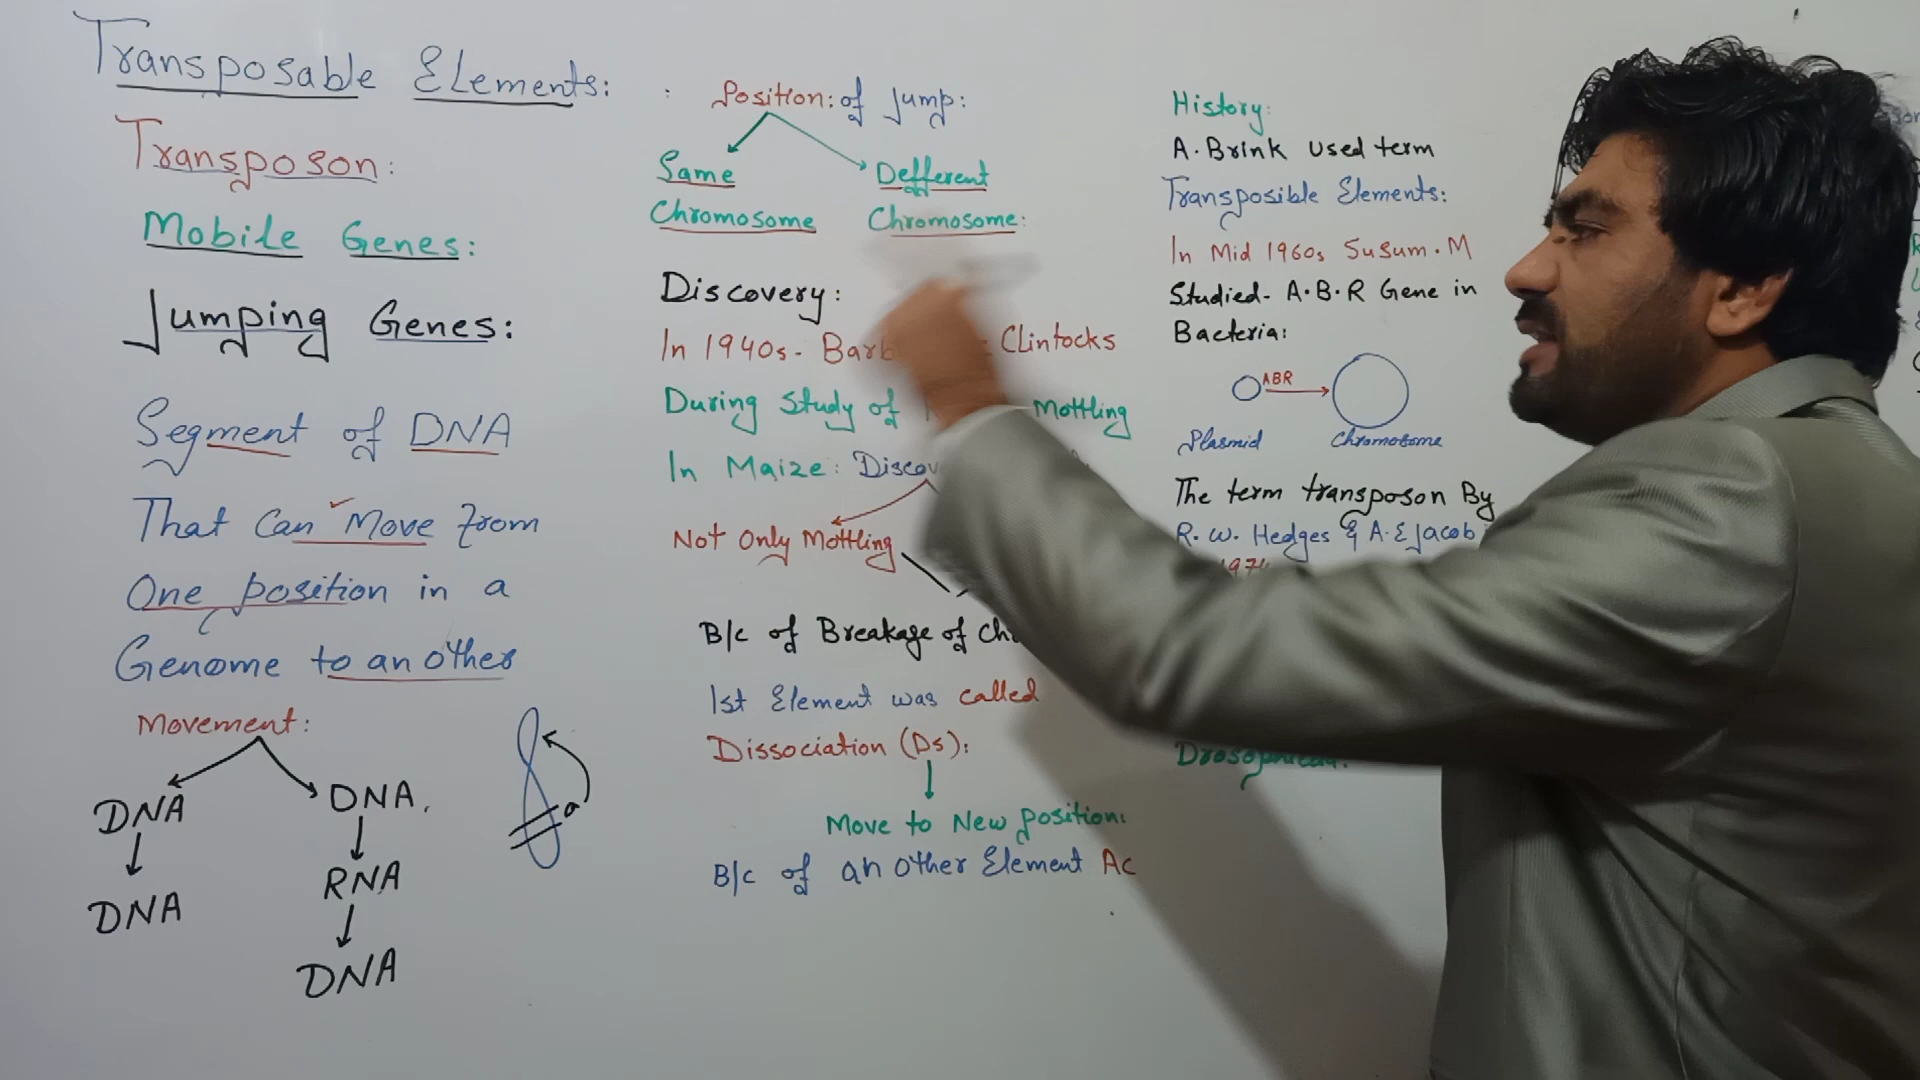 Transposable Elements:
Transposon:
Mobile Genes:
Jumping Genes:
Segment of DNA
That Can Move from
One position in a
Genome to another
Movement:
DNA
DNA
DNA.
RNA
DNA
a
: Position: of Jump:
Same
Chromosome
Defferent
Chromosome:
Discovery:
In 1940s. Clintocks
During Study of Mottling
In Maize:
Not Only Mottling
B/c of Breakage of
1st Element was called
Dissociation (Ds):
Move to New position:
B/c of an other Element Ac
History:
A. Brink used term
Transposible Elements:
In Mid 1960s Susum. M
Studied- A.B.R Gene in
Bacteria:
ABR
Plasmid
Chromosome
The term transposon By
R. W. Hedges & A.E Jacob